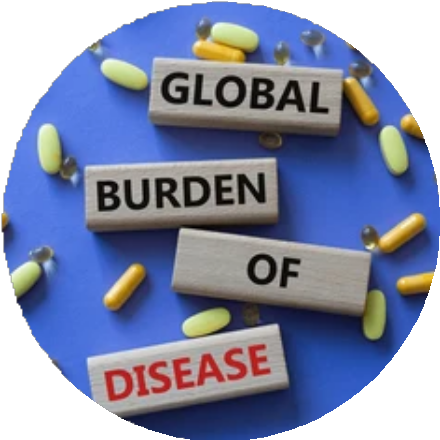 GLOBAL
BURDEN
OF
DISEASE